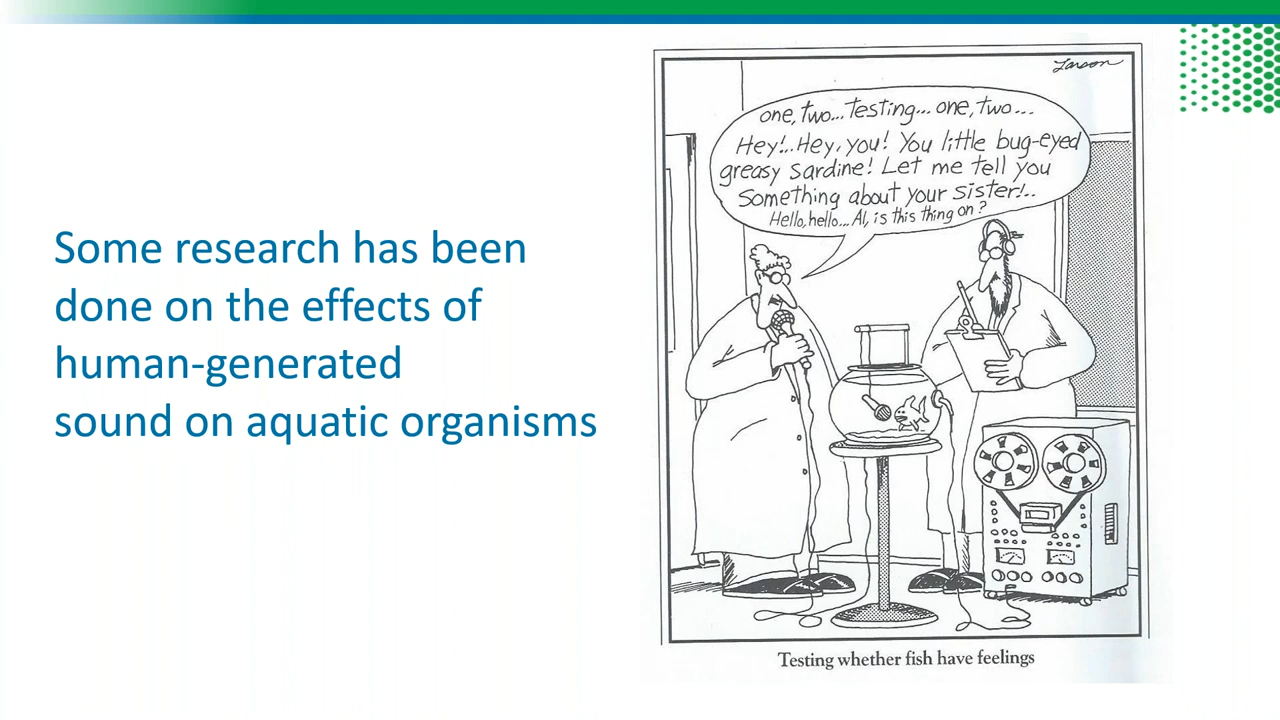 Some research has been
done on the effects of
human-generated
sound on aquatic organisms
Larson
one, two... Testing... one, two...
Hey!.. Hey, you! You little bug-eyed
greasy sardine! Let me tell you
Something about your sister!..
Hello, hello... Al, is this thing on?
Testing whether fish have feelings